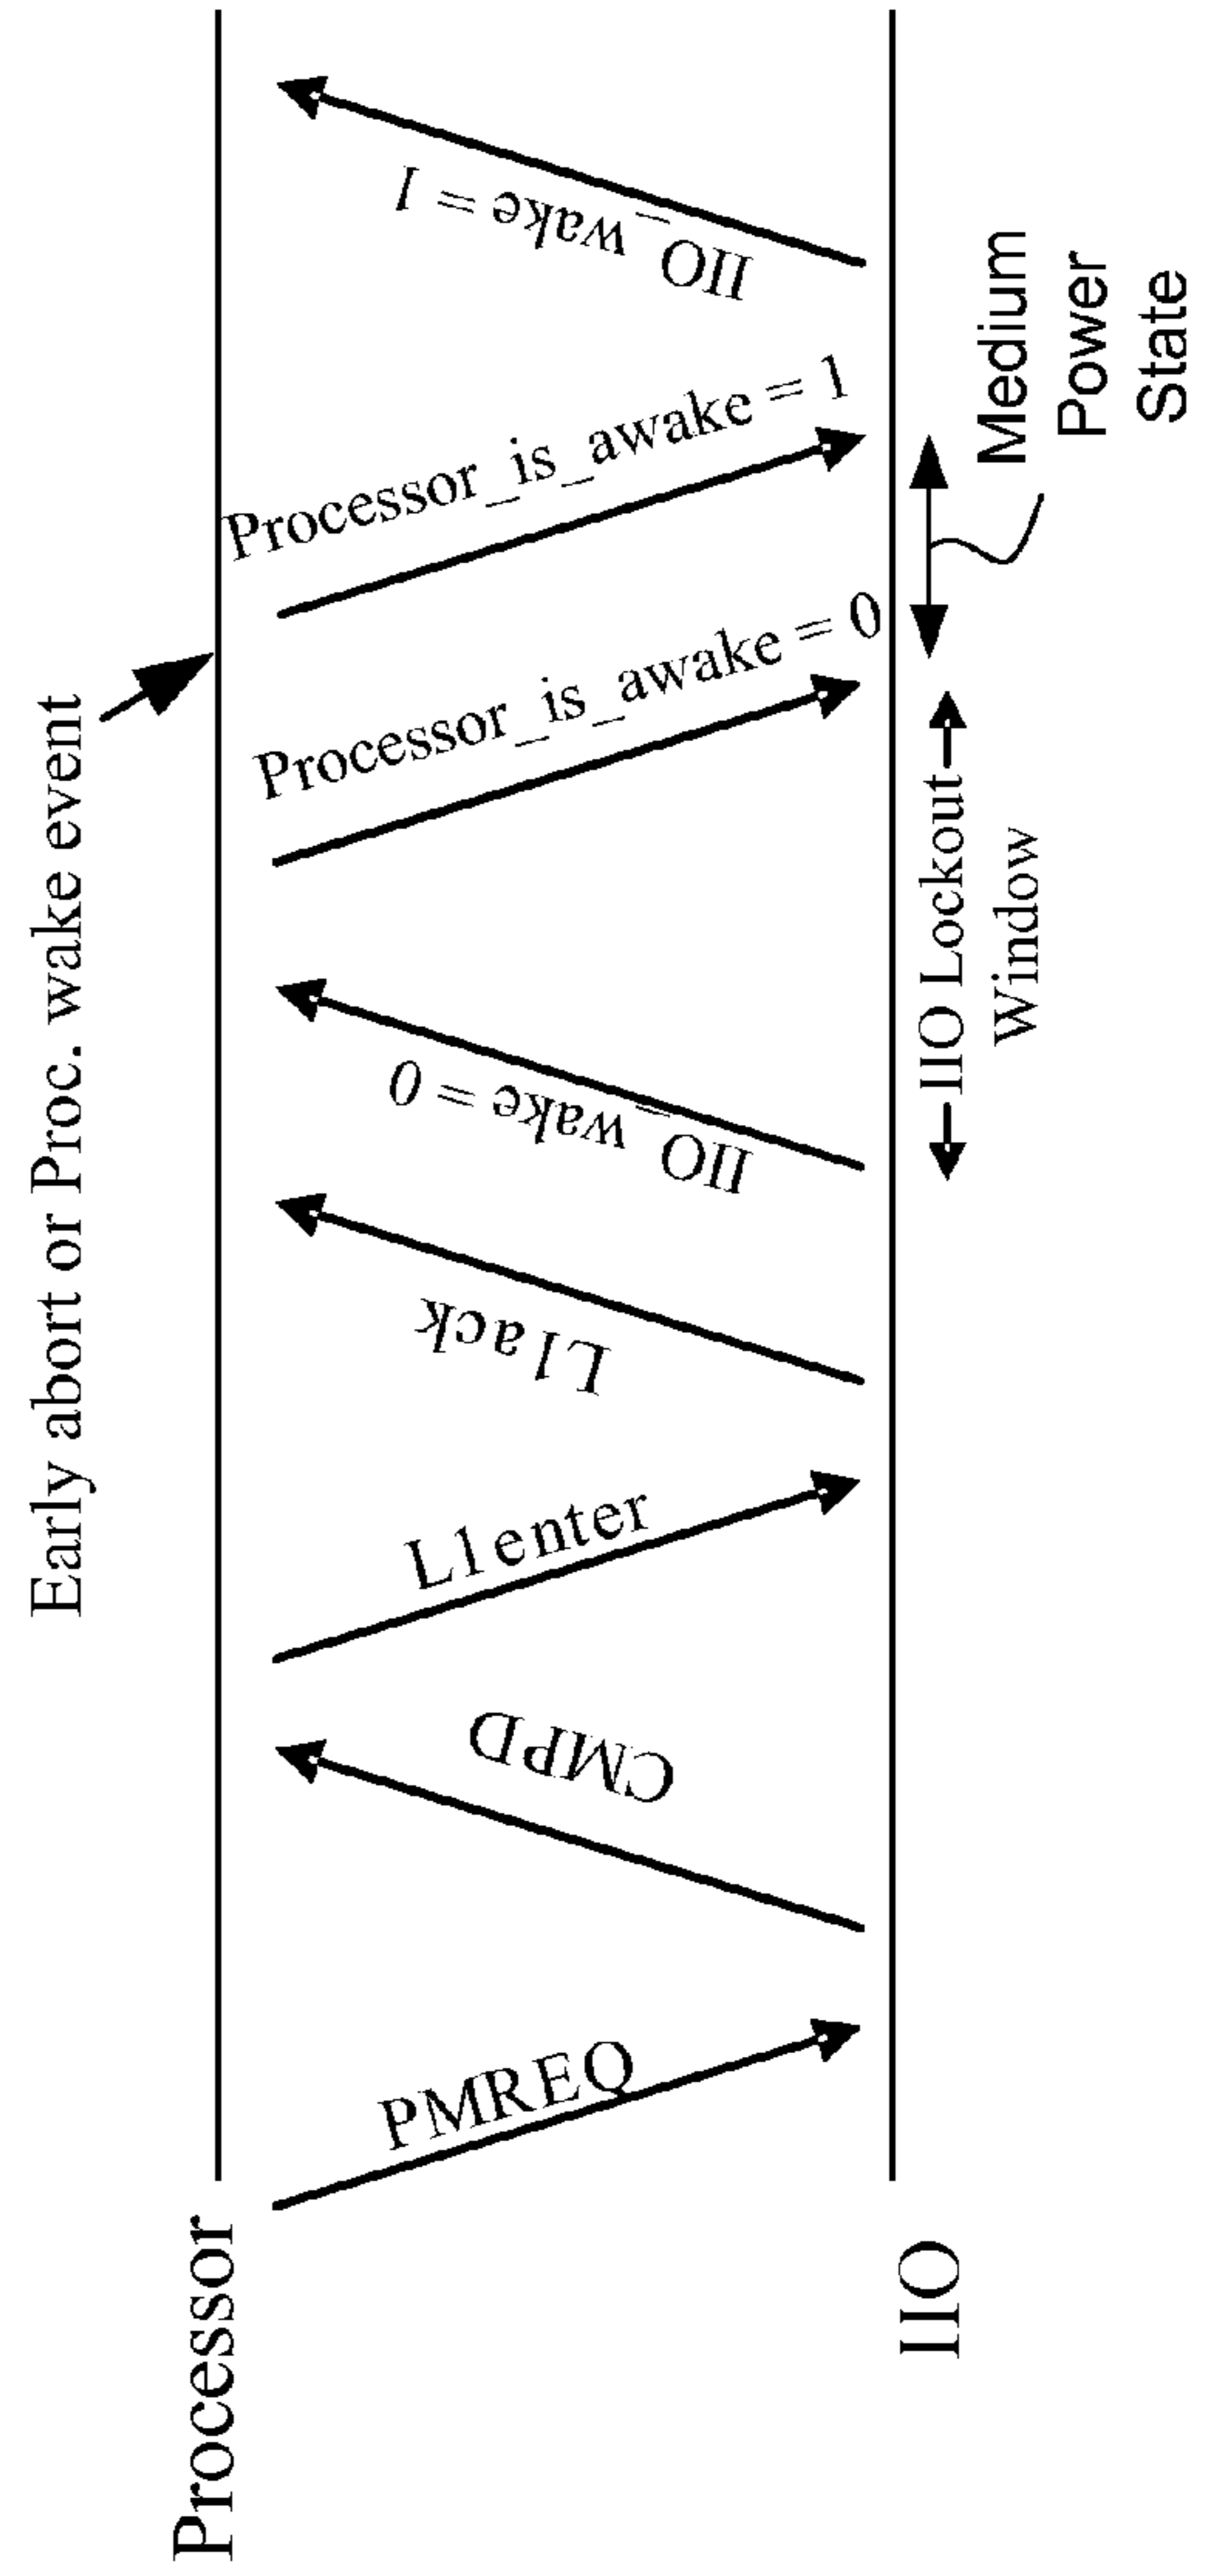 Early abort or Proc. wake event
Processor
PMREQ
CMPD
L1enter
L1ack
IIO_wake = 0
Processor_is_awake = 0
Processor_is_awake = 1
IIO_wake = 1
IIO
IIO Lockout
Window
Medium
Power
State